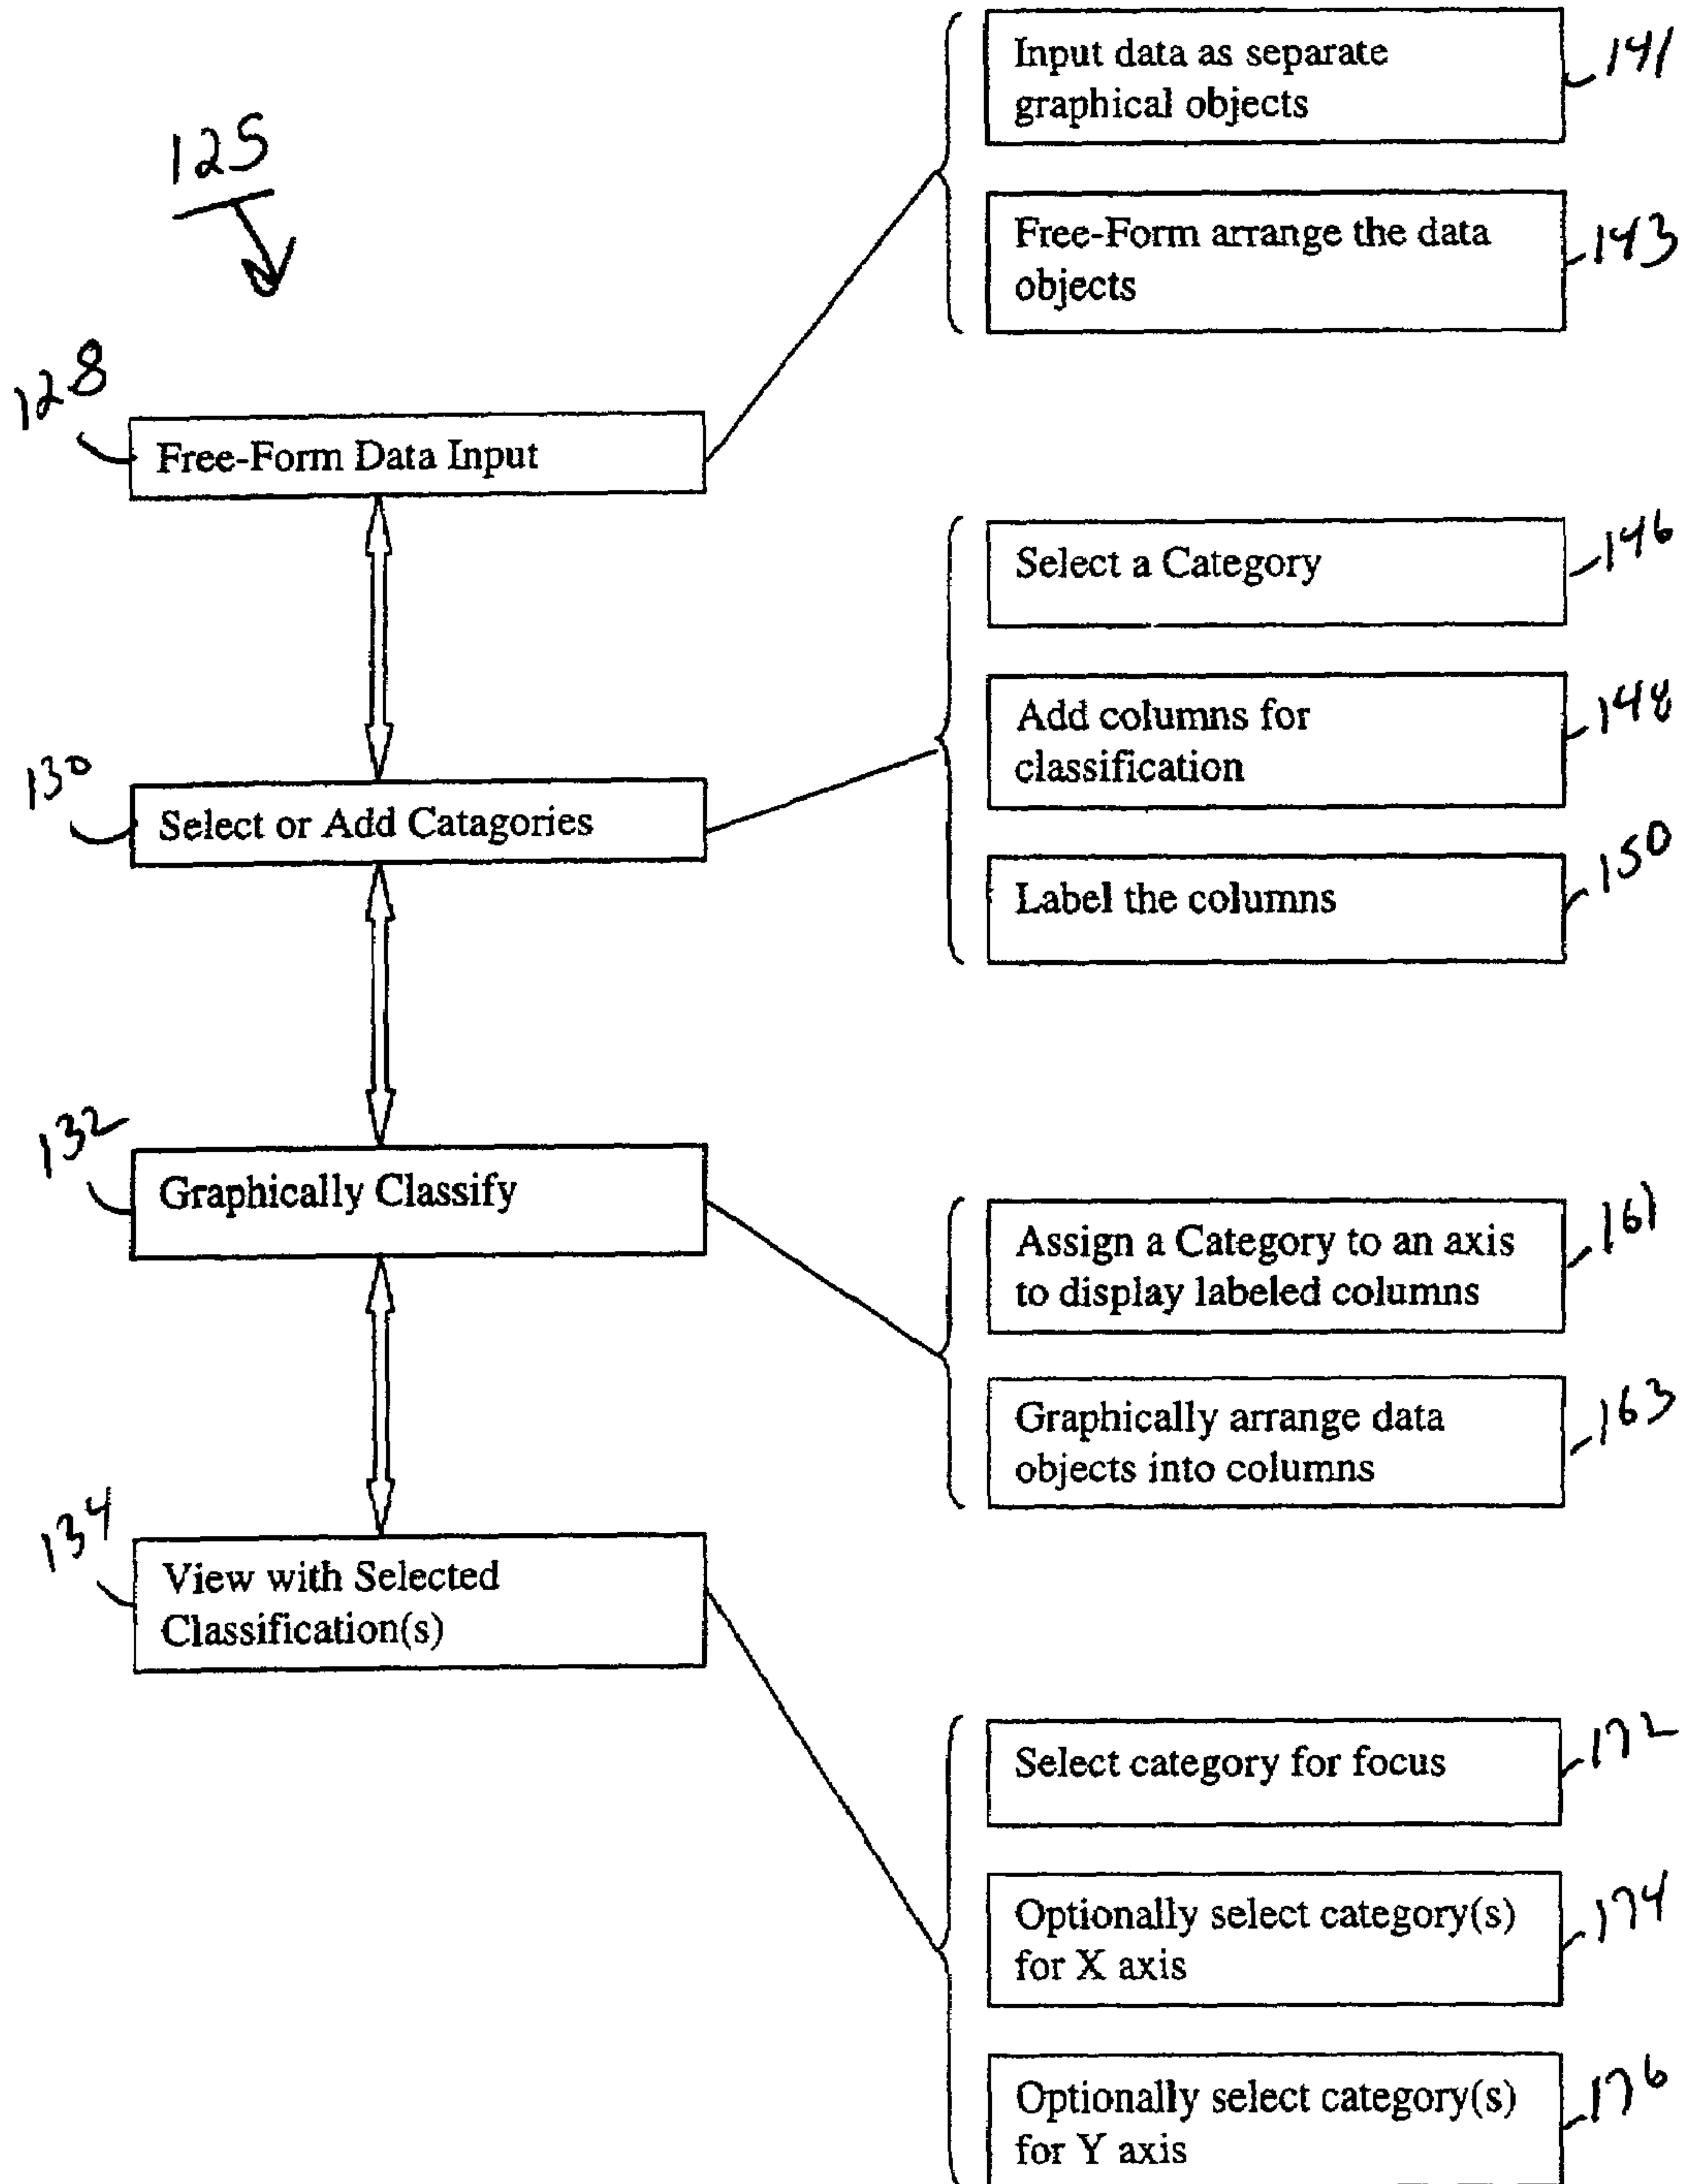 125
128
Free-Form Data Input
Input data as separate
graphical objects
141
Free-Form arrange the data
objects
143
130
Select or Add Catagories
Select a Category
146
Add columns for
classification
148
Label the columns
150
132
Graphically Classify
Assign a Category to an axis
to display labeled columns
161
Graphically arrange data
objects into columns
163
134
View with Selected
Classification(s)
Select category for focus
172
Optionally select category(s)
for X axis
174
Optionally select category(s)
for Y axis
176